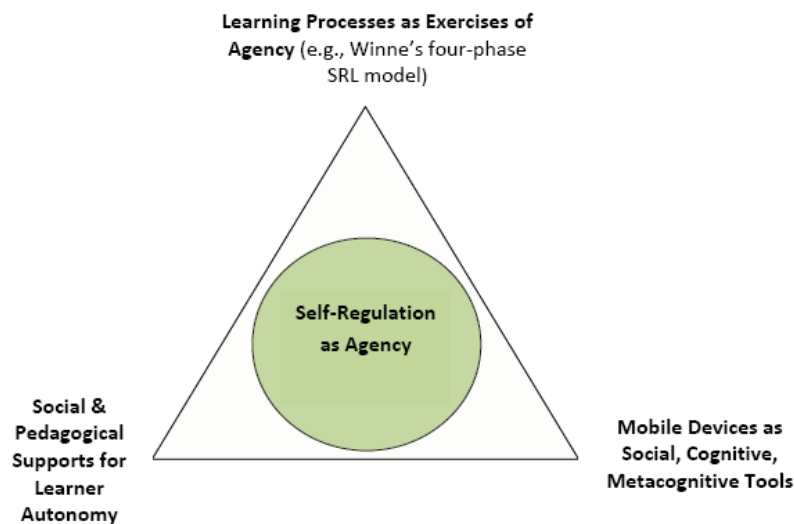 Learning Processes as Exercises of
Agency (e.g., Winne’s four-phase
SRL model)
Self-Regulation
as Agency
Social &
Pedagogical
Supports for
Learner
Autonomy
Mobile Devices as
Social, Cognitive,
Metacognitive Tools